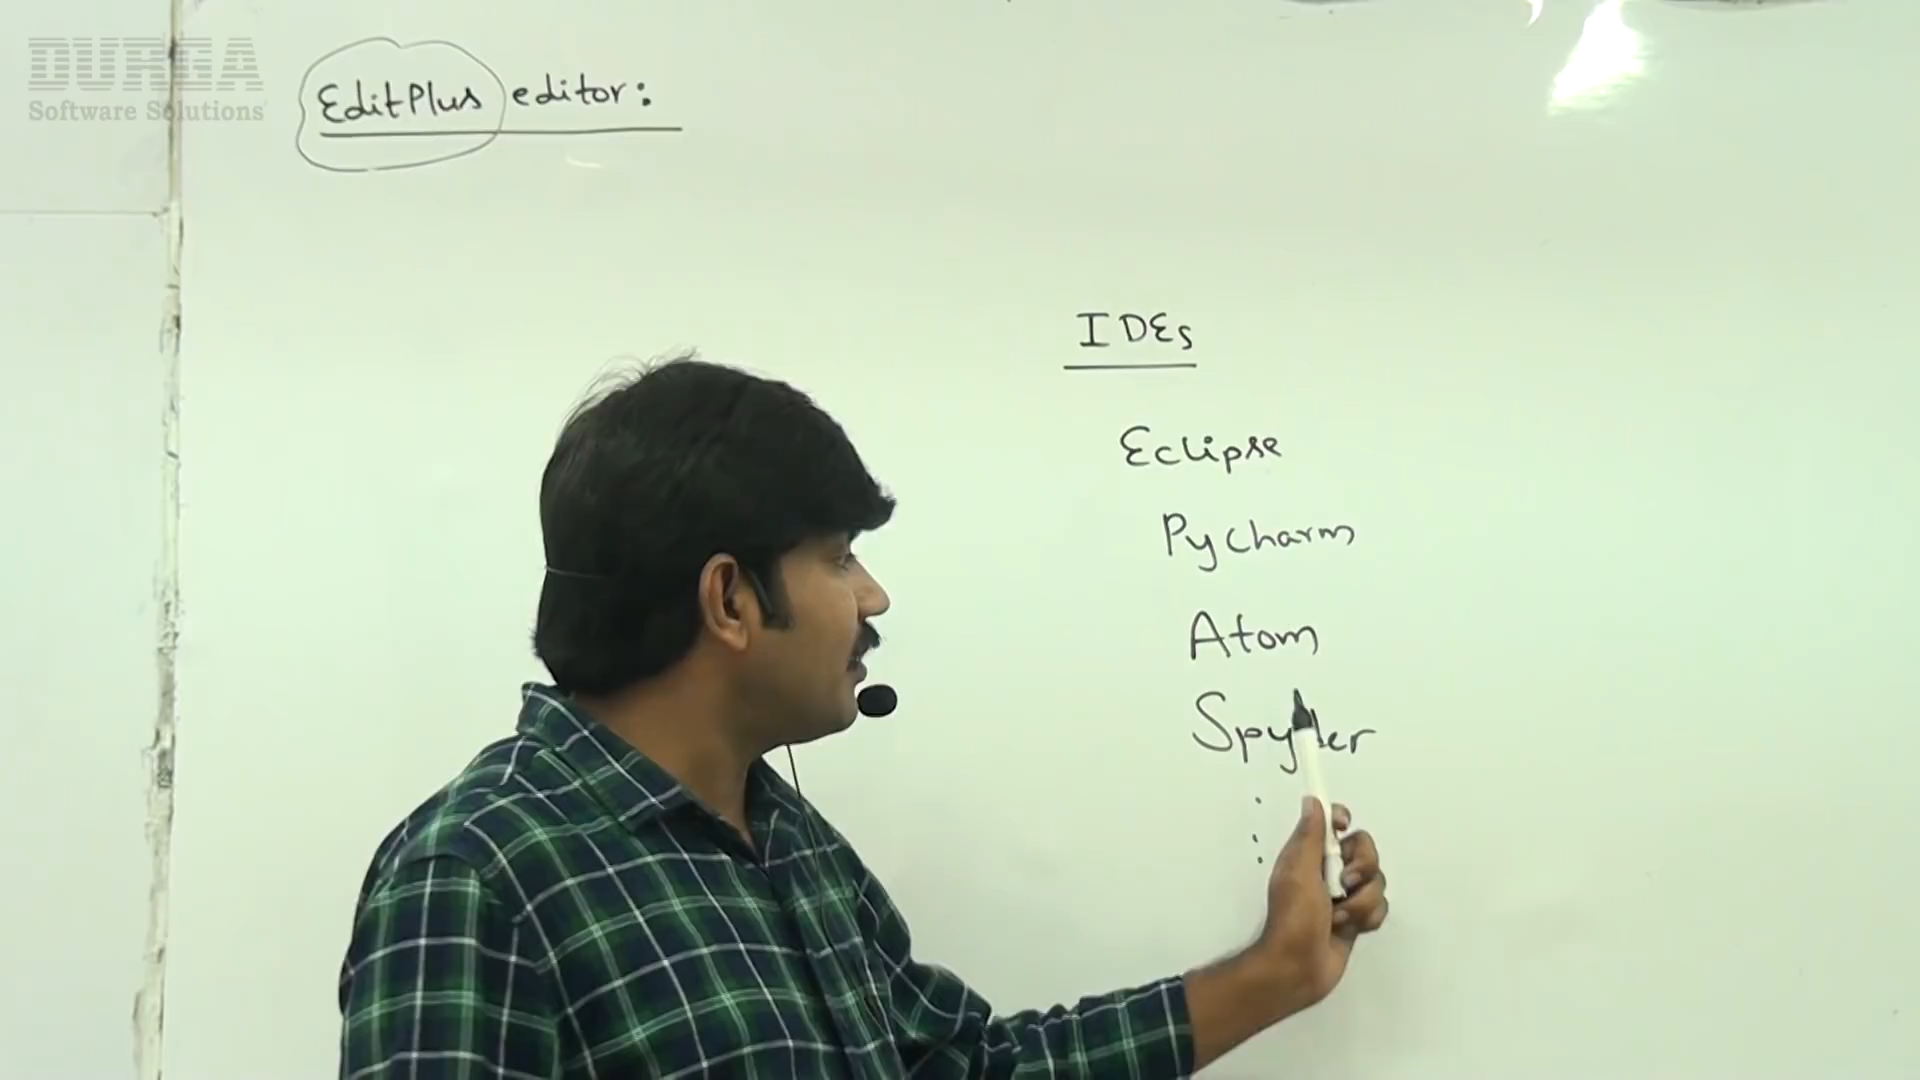 DURGA
Software Solutions
EditPlus editor:
IDEs
Eclipse
Pycharm
Atom
Spyder